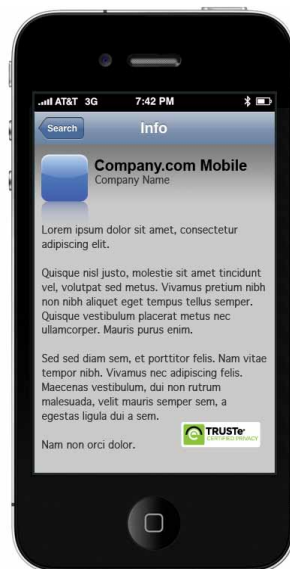 AT&T 3G 7:42 PM
Search Info
Company.com Mobile
Company Name
Lorem ipsum dolor sit amet, consectetur
adipiscing elit.
Quisque nisl justo, molestie sit amet tincidunt
vel, volutpat sed metus. Vivamus pretium nibh
non nibh aliquet eget tempus tellus semper.
Quisque vestibulum placerat metus nec
ullamcorper. Mauris purus enim.
Sed sed diam sem, et porttitor felis. Nam vitae
tempor nibh. Vivamus nec adipiscing felis.
Maecenas vestibulum, dui non rutrum
malesuada, velit mauris semper sem, a
egestas ligula dui a sem.
TRUSTe
CERTIFIED PRIVACY
Nam non orci dolor.